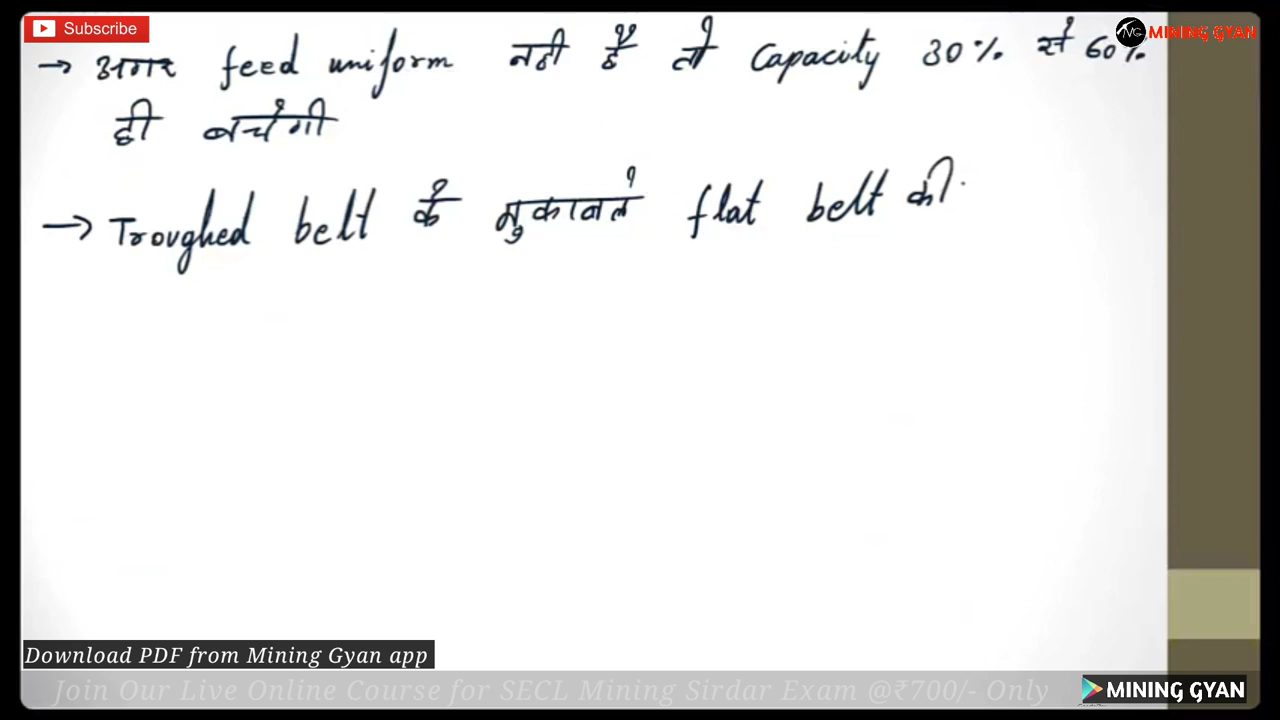 Subscribe
MINING GYAN
→ अगर feed uniform नही है तो Capacity 30% से 60%
ही बचेगी
→ Troughed belt के मुकाबले flat belt की
Download PDF from Mining Gyan app
Join Our Live Online Course for SECL Mining Sirdar Exam @₹700/- Only
MINING GYAN